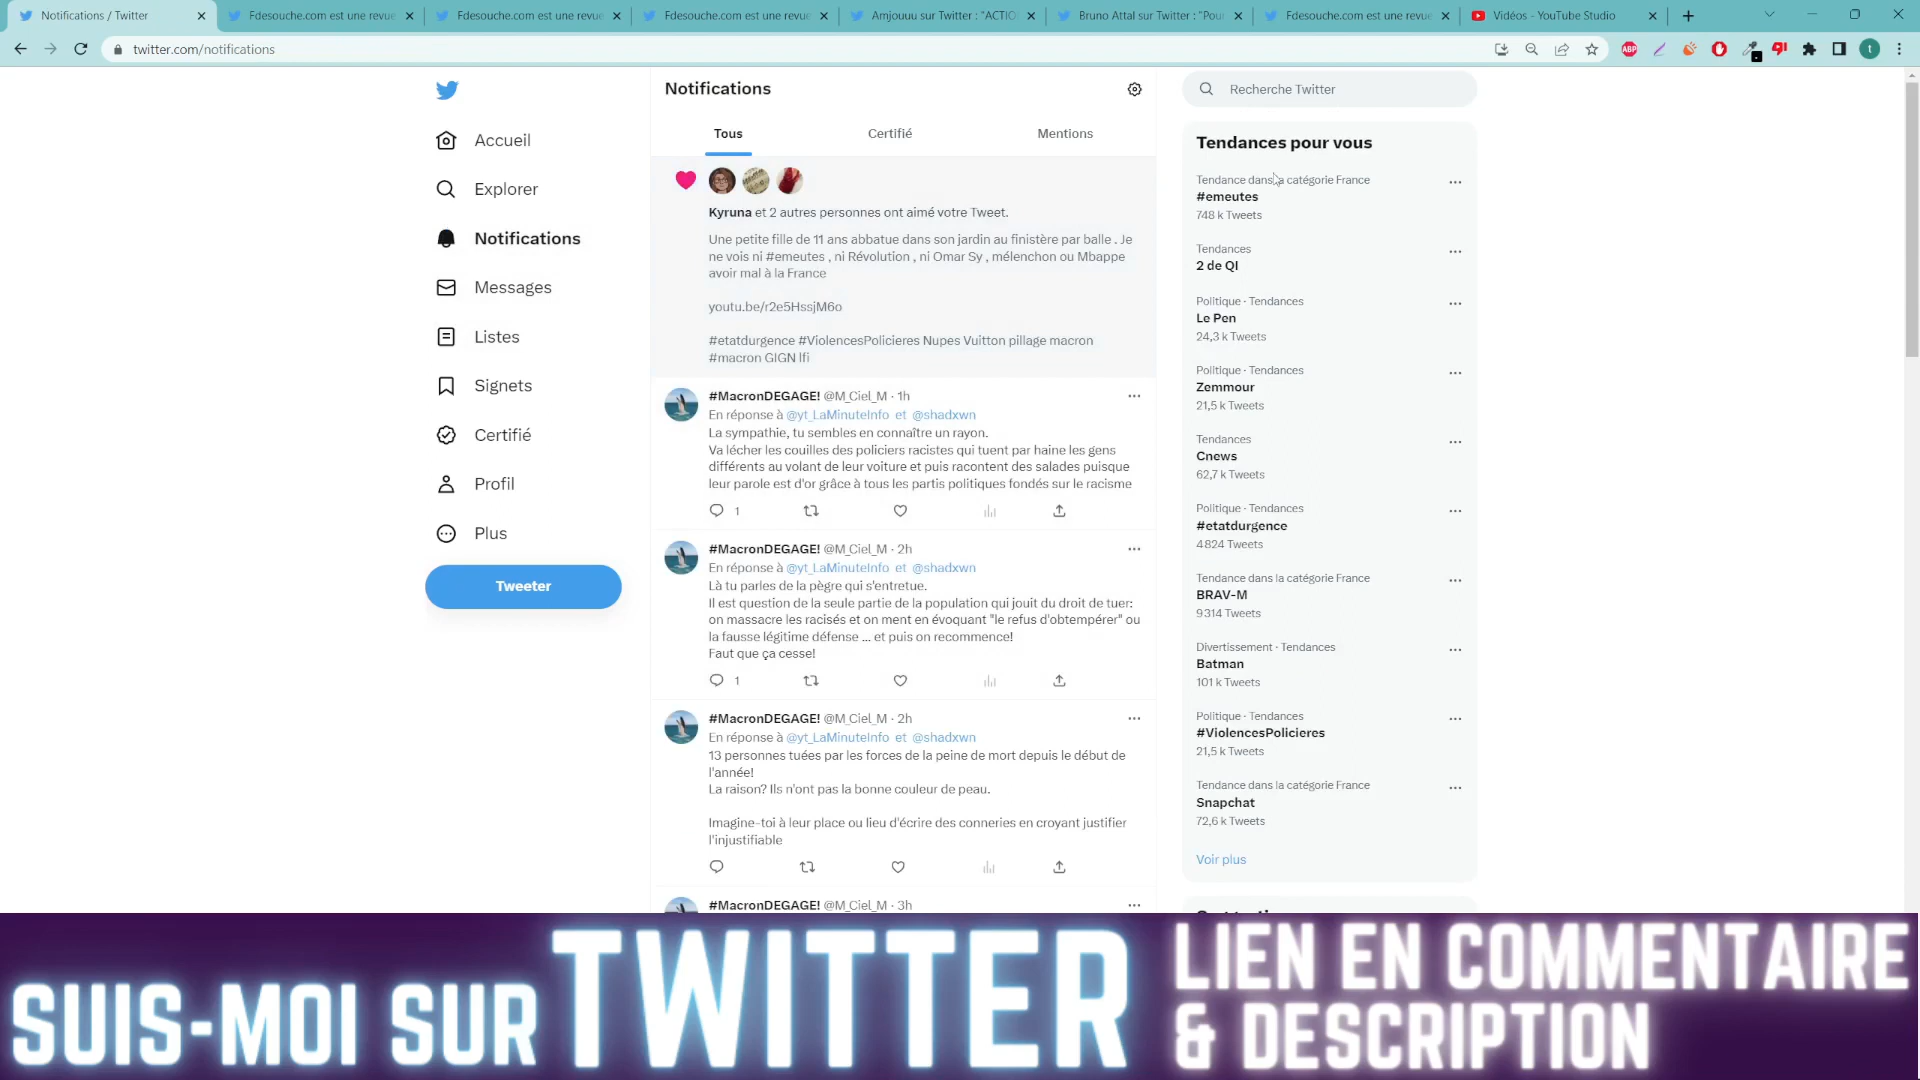 Notifications / Twitter
Fdesouche.com est une revue
Fdesouche.com est une revue
Fdesouche.com est une revue
Amjouuu sur Twitter : "ACTIO
Bruno Attal sur Twitter : "Pour
Fdesouche.com est une revue
Vidéos - YouTube Studio
twitter.com/notifications
ABP
t
Accueil
Explorer
Notifications
Messages
Listes
Signets
Certifié
Profil
Plus
Tweeter
Notifications
Tous
Certifié
Mentions
Kyruna et 2 autres personnes ont aimé votre Tweet.
Une petite fille de 11 ans abbatue dans son jardin au finistère par balle . Je
ne vois ni #emeutes , ni Révolution , ni Omar Sy , mélenchon ou Mbappe
avoir mal à la France
youtu.be/r2e5HssjM6o
#etatdurgence #ViolencesPolicieres Nupes Vuitton pillage macron
#macron GIGN lfi
#MacronDEGAGE! @M_Ciel_M · 1h
En réponse à @yt_LaMinuteInfo et @shadxwn
La sympathie, tu sembles en connaître un rayon.
Va lécher les couilles des policiers racistes qui tuent par haine les gens
différents au volant de leur voiture et puis racontent des salades puisque
leur parole est d'or grâce à tous les partis politiques fondés sur le racisme
1
#MacronDEGAGE! @M_Ciel_M · 2h
En réponse à @yt_LaMinuteInfo et @shadxwn
Là tu parles de la pègre qui s'entretue.
Il est question de la seule partie de la population qui jouit du droit de tuer:
on massacre les racisés et on ment en évoquant "le refus d'obtempérer" ou
la fausse légitime défense ... et puis on recommence!
Faut que ça cesse!
1
#MacronDEGAGE! @M_Ciel_M · 2h
En réponse à @yt_LaMinuteInfo et @shadxwn
13 personnes tuées par les forces de la peine de mort depuis le début de
l'année!
La raison? Ils n'ont pas la bonne couleur de peau.
Imagine-toi à leur place ou lieu d'écrire des conneries en croyant justifier
l'injustifiable
#MacronDEGAGE! @M_Ciel_M · 3h
Recherche Twitter
Tendances pour vous
Tendance dans la catégorie France
#emeutes
748 k Tweets
Tendances
2 de QI
Politique · Tendances
Le Pen
24,3 k Tweets
Politique · Tendances
Zemmour
21,5 k Tweets
Tendances
Cnews
62,7 k Tweets
Politique · Tendances
#etatdurgence
4 824 Tweets
Tendance dans la catégorie France
BRAV-M
9 314 Tweets
Divertissement · Tendances
Batman
101 k Tweets
Politique · Tendances
#ViolencesPolicieres
21,5 k Tweets
Tendance dans la catégorie France
Snapchat
72,6 k Tweets
Voir plus
SUIS-MOI SUR TWITTER
LIEN EN COMMENTAIRE
& DESCRIPTION